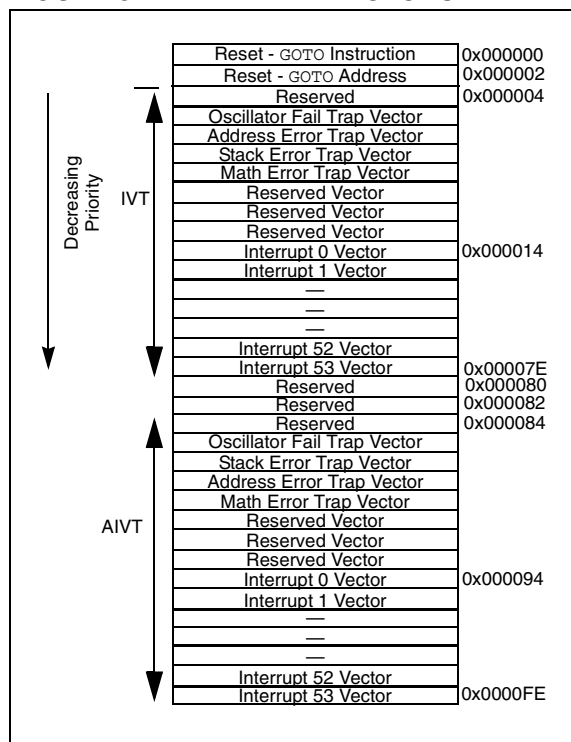 Reset - GOTO Instruction 0x000000
Reset - GOTO Address 0x000002
Reserved 0x000004
Oscillator Fail Trap Vector
Address Error Trap Vector
Stack Error Trap Vector
Math Error Trap Vector
Reserved Vector
Reserved Vector
Reserved Vector
Interrupt 0 Vector 0x000014
Interrupt 1 Vector
—
—
—
Interrupt 52 Vector
Interrupt 53 Vector 0x00007E
Reserved 0x000080
Reserved 0x000082
Reserved 0x000084
Oscillator Fail Trap Vector
Stack Error Trap Vector
Address Error Trap Vector
Math Error Trap Vector
Reserved Vector
Reserved Vector
Reserved Vector
Interrupt 0 Vector 0x000094
Interrupt 1 Vector
—
—
—
Interrupt 52 Vector
Interrupt 53 Vector 0x0000FE
Decreasing
Priority
IVT
AIVT